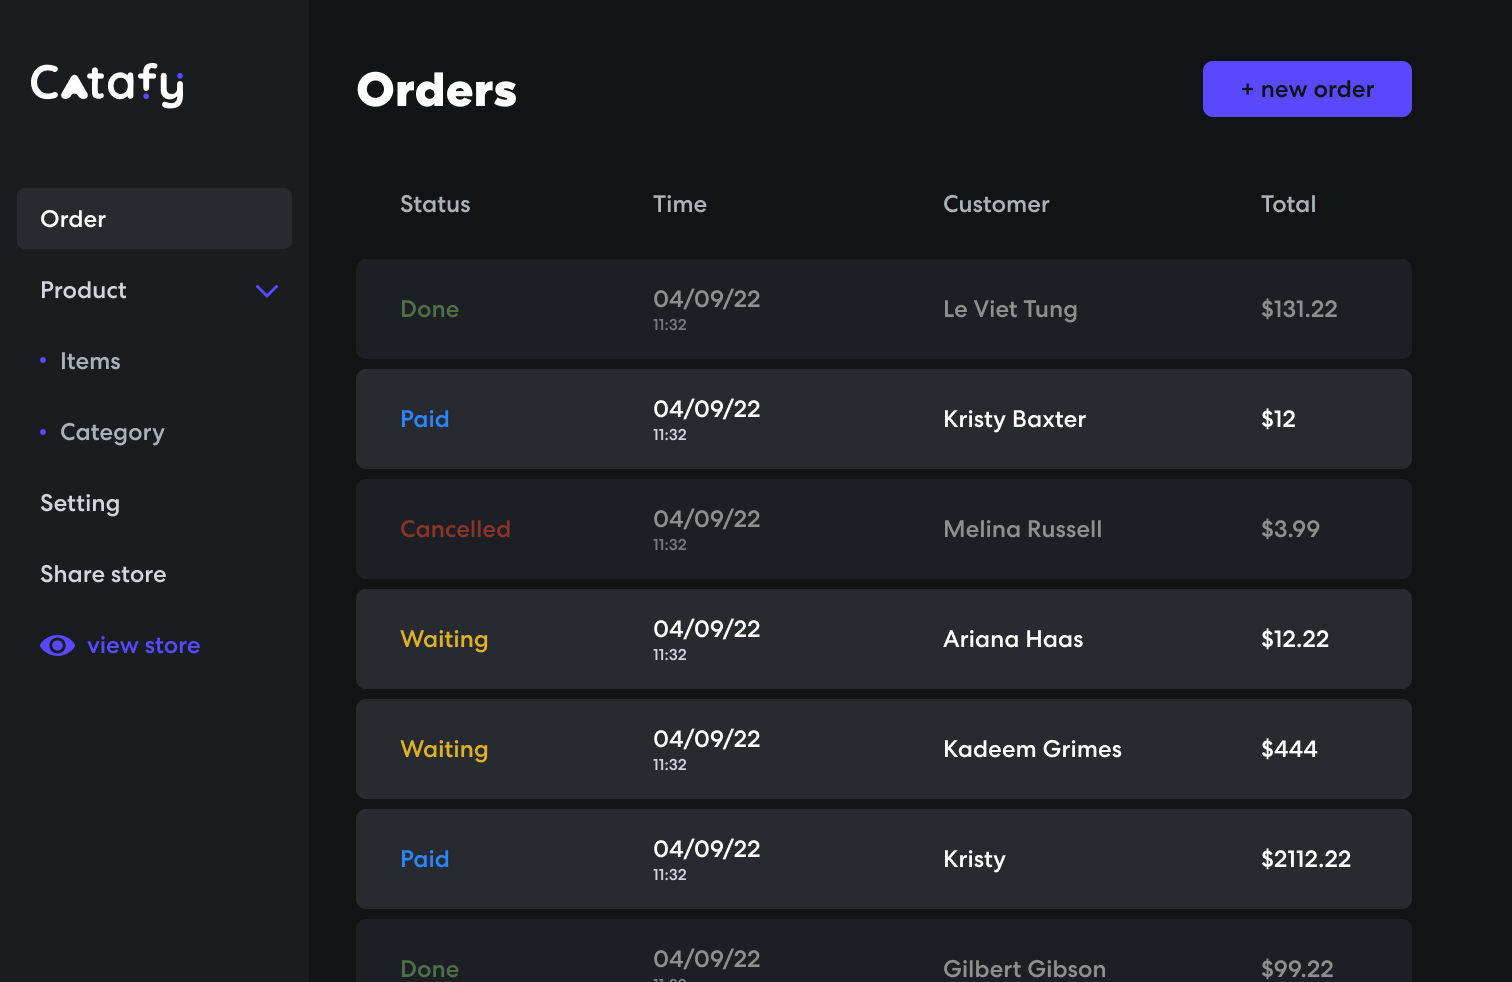 Catafy
Order
Product
Items
Category
Setting
Share store
view store
Orders
+ new order
Status Time Customer Total
Done 04/09/22 11:32 Le Viet Tung $131.22
Paid 04/09/22 11:32 Kristy Baxter $12
Cancelled 04/09/22 11:32 Melina Russell $3.99
Waiting 04/09/22 11:32 Ariana Haas $12.22
Waiting 04/09/22 11:32 Kadeem Grimes $444
Paid 04/09/22 11:32 Kristy $2112.22
Done 04/09/22 Gilbert Gibson $99.22